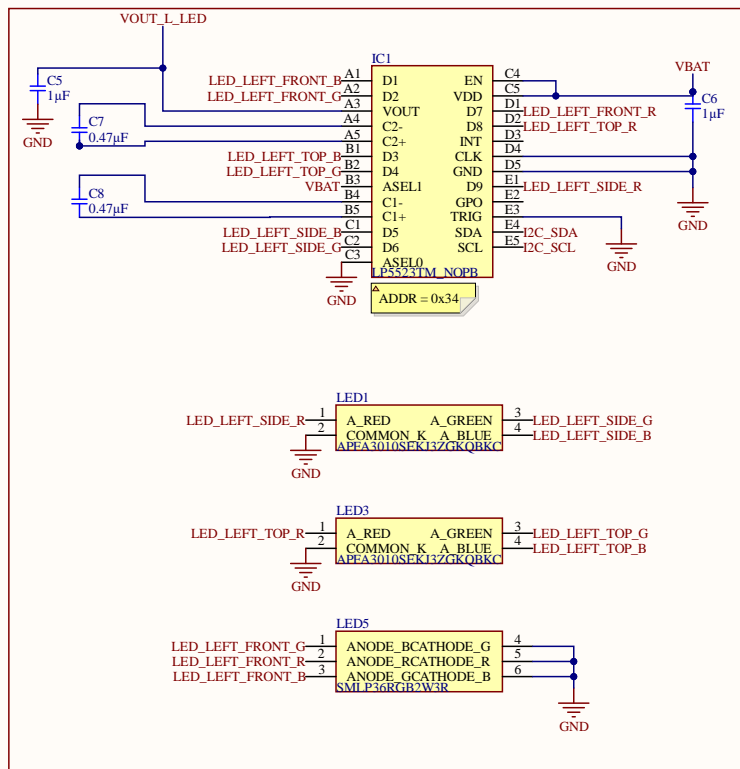 VOUT_L_LED
IC1
C5
1µF
GND
C7
0.47µF
C8
0.47µF
LED_LEFT_FRONT_B A1 D1 EN C4
LED_LEFT_FRONT_G A2 D2 VDD C5
A3 VOUT D7 D1 LED_LEFT_FRONT_R
A4 C2- D8 D2 LED_LEFT_TOP_R
A5 C2+ INT D3
LED_LEFT_TOP_B B1 D3 CLK D4
LED_LEFT_TOP_G B2 D4 GND D5
VBAT B3 ASEL1 D9 E1 LED_LEFT_SIDE_R
B4 C1- GPO E2
B5 C1+ TRIG E3
LED_LEFT_SIDE_B C1 D5 SDA E4 I2C_SDA
LED_LEFT_SIDE_G C2 D6 SCL E5 I2C_SCL
C3 ASEL0
LP5523TM_NOPB
GND
ADDR = 0x34
VBAT
C6
1µF
GND
GND
LED1
LED_LEFT_SIDE_R 1 A_RED A_GREEN 3 LED_LEFT_SIDE_G
2 COMMON_K A_BLUE 4 LED_LEFT_SIDE_B
APFA3010SEKJ3ZGKQBKC
GND
LED3
LED_LEFT_TOP_R 1 A_RED A_GREEN 3 LED_LEFT_TOP_G
2 COMMON_K A_BLUE 4 LED_LEFT_TOP_B
APFA3010SEKJ3ZGKQBKC
GND
LED5
LED_LEFT_FRONT_G 1 ANODE_BCATHODE_G 4
LED_LEFT_FRONT_R 2 ANODE_RCATHODE_R 5
LED_LEFT_FRONT_B 3 ANODE_GCATHODE_B 6
SMLP36RGB2W3R
GND